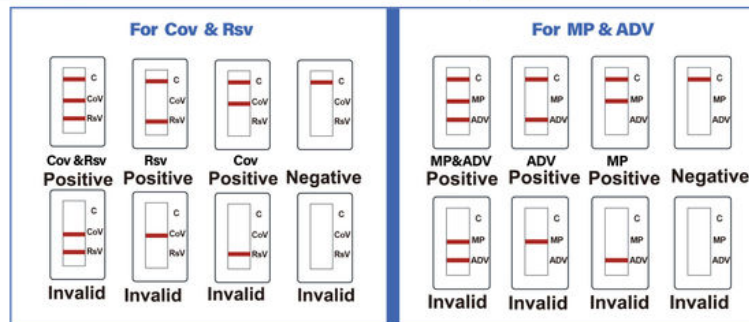 For Cov & Rsv
C
CoV
RsV
C
CoV
RsV
C
CoV
RsV
C
CoV
RsV
Cov &Rsv
Positive
Rsv
Positive
Cov
Positive
Negative
C
CoV
RsV
C
CoV
RsV
C
CoV
RsV
C
CoV
RsV
Invalid
Invalid
Invalid
Invalid
For MP & ADV
C
MP
ADV
C
MP
ADV
C
MP
ADV
C
MP
ADV
MP&ADV
Positive
ADV
Positive
MP
Positive
Negative
C
MP
ADV
C
MP
ADV
C
MP
ADV
C
MP
ADV
Invalid
Invalid
Invalid
Invalid